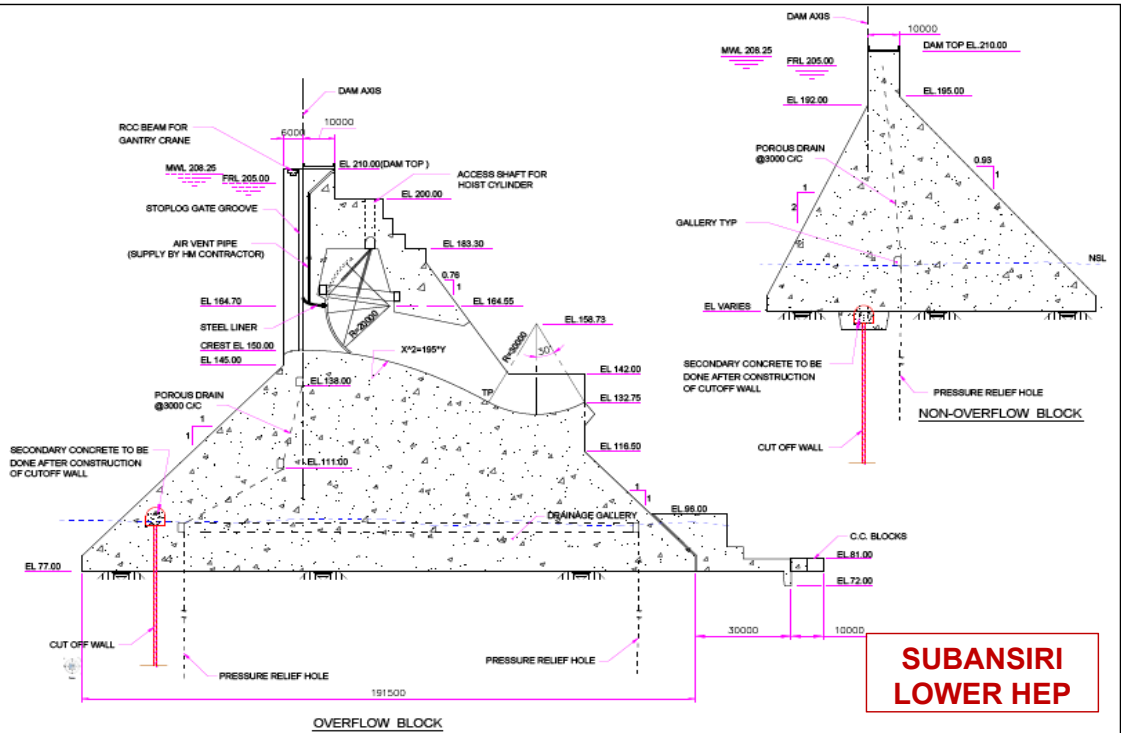 DAM AXIS
10000
MWL 208.25
FRL 205.00
DAM TOP EL.210.00
EL 192.00
EL.195.00
POROUS DRAIN
@3000 C/C
0.93
1
1
2
GALLERY TYP
NSL
EL VARIES
SECONDARY CONCRETE TO BE
DONE AFTER CONSTRUCTION
OF CUTOFF WALL
PRESSURE RELIEF HOLE
NON-OVERFLOW BLOCK
CUT OFF WALL
DAM AXIS
6000
10000
RCC BEAM FOR
GANTRY CRANE
MWL 208.25
FRL 205.00
EL 210.00(DAM TOP )
ACCESS SHAFT FOR
HOIST CYLINDER
EL 200.00
STOPLOG GATE GROOVE
AIR VENT PIPE
(SUPPLY BY HM CONTRACTOR)
EL 183.30
0.76
1
EL 164.70
EL 164.55
STEEL LINER
R=20000
EL 158.73
R=30000
30°
CREST EL 150.00
EL 145.00
X^2=195*Y
EL.138.00
TP
EL 142.00
EL 132.75
POROUS DRAIN
@3000 C/C
1
1
EL 116.50
SECONDARY CONCRETE TO BE
DONE AFTER CONSTRUCTION
OF CUTOFF WALL
EL.111.00
1
1
EL.96.00
DRAINAGE GALLERY
C.C. BLOCKS
EL 77.00
EL 81.00
EL 72.00
30000
10000
CUT OFF WALL
PRESSURE RELIEF HOLE
PRESSURE RELIEF HOLE
191500
OVERFLOW BLOCK
SUBANSIRI
LOWER HEP